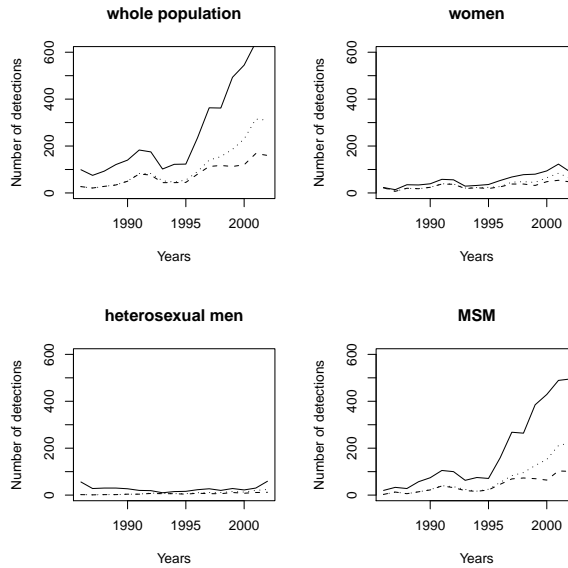 whole population
Number of detections
0 200 400 600
1990 1995 2000
Years
women
Number of detections
0 200 400 600
1990 1995 2000
Years
heterosexual men
Number of detections
0 200 400 600
1990 1995 2000
Years
MSM
Number of detections
0 200 400 600
1990 1995 2000
Years